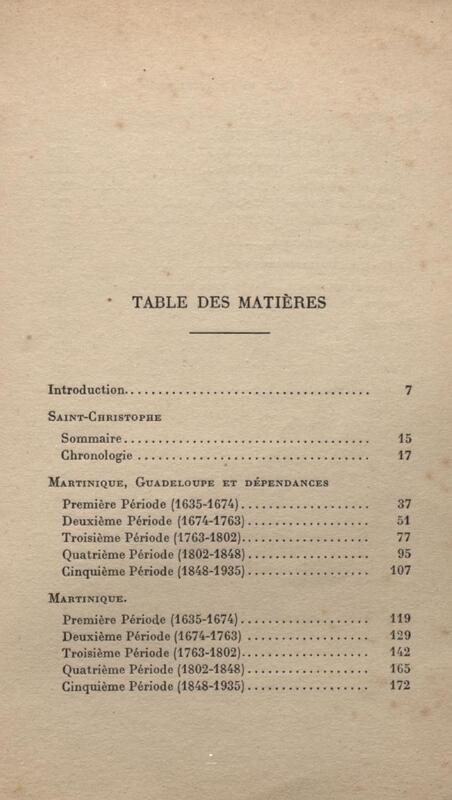 TABLE DES MATIÈRES
Introduction.................................... 7
SAINT-CHRISTOPHE
Sommaire.................................... 15
Chronologie.................................. 17
MARTINIQUE, GUADELOUPE ET DÉPENDANCES
Première Période (1635-1674)................... 37
Deuxième Période (1674-1763).................. 51
Troisième Période (1763-1802)................... 77
Quatrième Période (1802-1848).................. 95
Cinquième Période (1848-1935).................. 107
MARTINIQUE.
Première Période (1635-1674)................... 119
Deuxième Période (1674-1763).................. 129
Troisième Période (1763-1802)................... 142
Quatrième Période (1802-1848).................. 165
Cinquième Période (1848-1935).................. 172